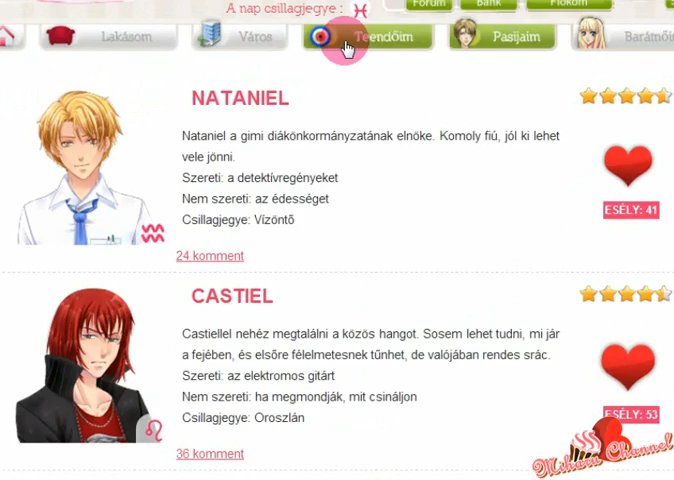 A nap csillagjegye :
Fórum
Bank
Fiókom
Lakásom
Város
Teendőim
Pasijaim
Barátnőim
NATANIEL
Nataniel a gimi diákönkormányzatának elnöke. Komoly fiú, jól ki lehet
vele jönni.
Szereti: a detektívregényeket
Nem szereti: az édességet
Csillagjegye: Vízöntő
ESÉLY: 41
24 komment
CASTIEL
Castiellel nehéz megtalálni a közös hangot. Sosem lehet tudni, mi jár
a fejében, és elsőre félelmetesnek tűnhet, de valójában rendes srác.
Szereti: az elektromos gitárt
Nem szereti: ha megmondják, mit csináljon
Csillagjegye: Oroszlán
ESÉLY: 53
36 komment
Mihoru Channel